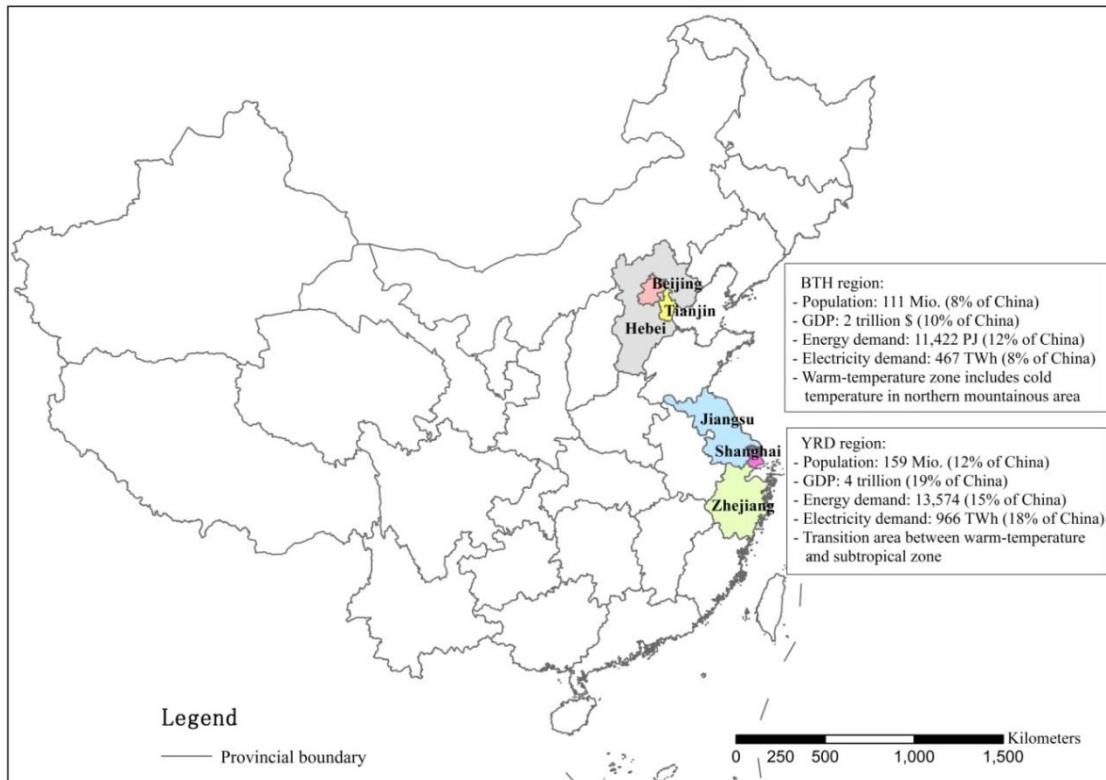 Beijing
Tianjin
Hebei
Jiangsu
Shanghai
Zhejiang
BTH region:
- Population: 111 Mio. (8% of China)
- GDP: 2 trillion $ (10% of China)
- Energy demand: 11,422 PJ (12% of China)
- Electricity demand: 467 TWh (8% of China)
- Warm-temperature zone includes cold
temperature in northern mountainous area
YRD region:
- Population: 159 Mio. (12% of China)
- GDP: 4 trillion (19% of China)
- Energy demand: 13,574 (15% of China)
- Electricity demand: 966 TWh (18% of China)
- Transition area between warm-temperature
and subtropical zone
Legend
Provincial boundary
Kilometers
0 250 500 1,000 1,500